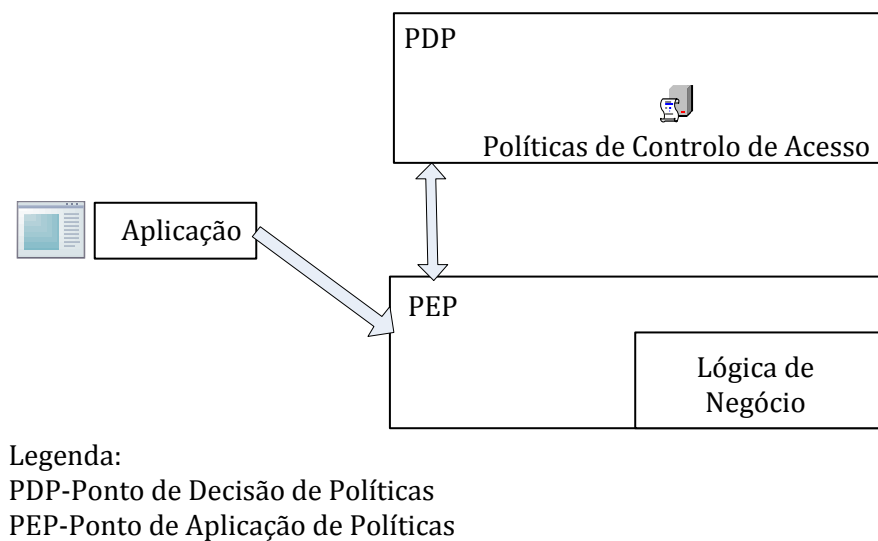 PDP
Políticas de Controlo de Acesso
Aplicação
PEP
Lógica de
Negócio
Legenda:
PDP-Ponto de Decisão de Políticas
PEP-Ponto de Aplicação de Políticas